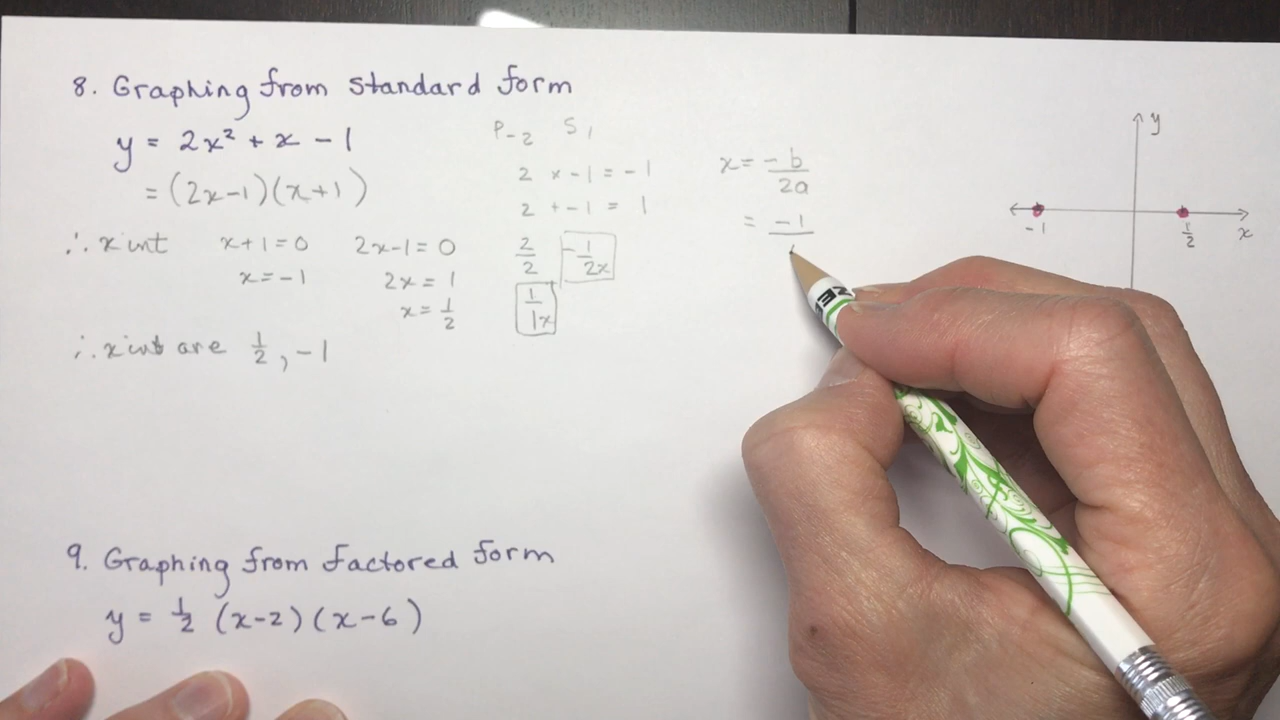 8. Graphing from standard form
y = 2x² + x - 1
= (2x-1)(x+1)
∴ x int x+1=0 2x-1=0
x=-1 2x=1
x=1/2
∴ x int are 1/2, -1
P -2 S 1
2 x -1 = -1
2 + -1 = 1
2/2 -1/2x
1/1x
x = -b/2a
= -1/
y
-1 1/2 x
9. Graphing from factored form
y = 1/2 (x-2)(x-6)